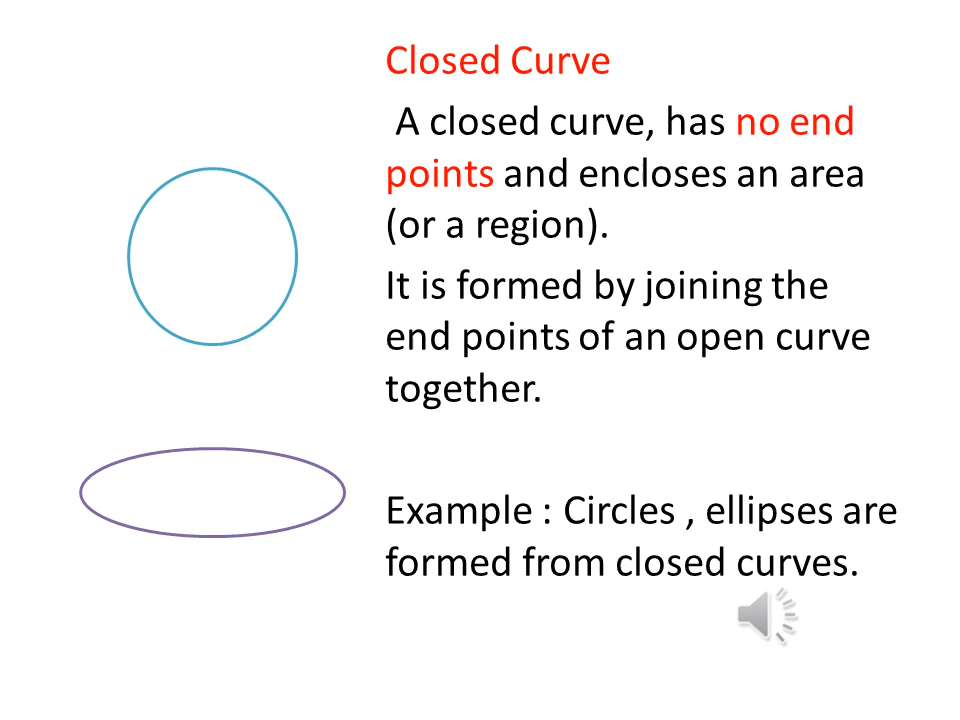 Closed Curve
A closed curve, has no end
points and encloses an area
(or a region).
It is formed by joining the
end points of an open curve
together.
Example : Circles , ellipses are
formed from closed curves.